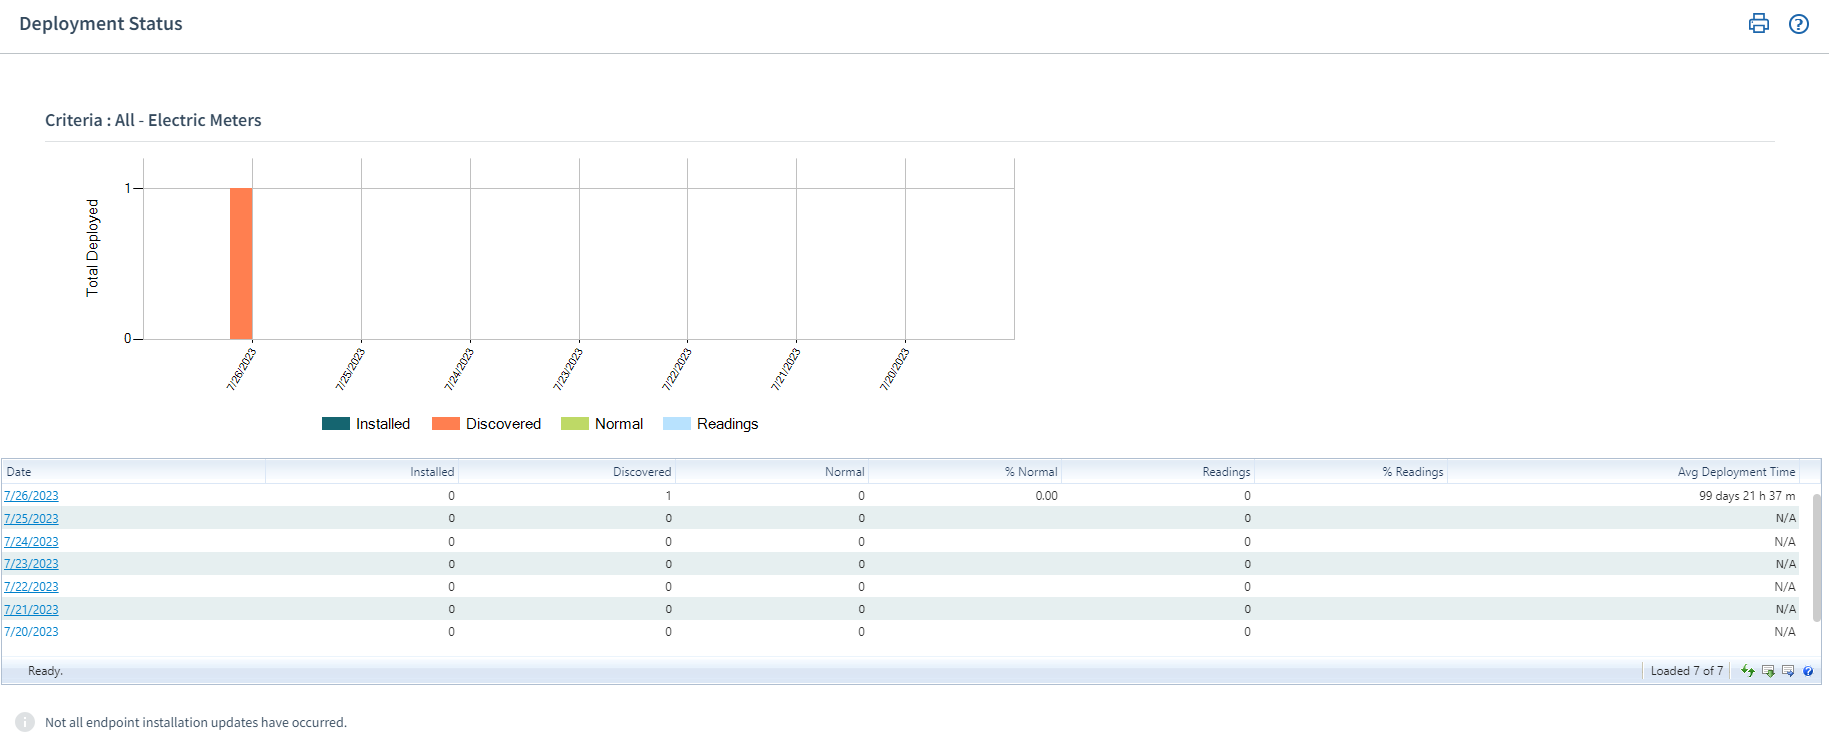 Deployment Status
Criteria : All - Electric Meters
Total Deployed
1
0
7/26/2023 7/25/2023 7/24/2023 7/23/2023 7/22/2023 7/21/2023 7/20/2023
Installed Discovered Normal Readings
Date Installed Discovered Normal % Normal Readings % Readings Avg Deployment Time
7/26/2023 0 1 0 0.00 0 99 days 21 h 37 m
7/25/2023 0 0 0 0 N/A
7/24/2023 0 0 0 0 N/A
7/23/2023 0 0 0 0 N/A
7/22/2023 0 0 0 0 N/A
7/21/2023 0 0 0 0 N/A
7/20/2023 0 0 0 0 N/A
Ready. Loaded 7 of 7
Not all endpoint installation updates have occurred.